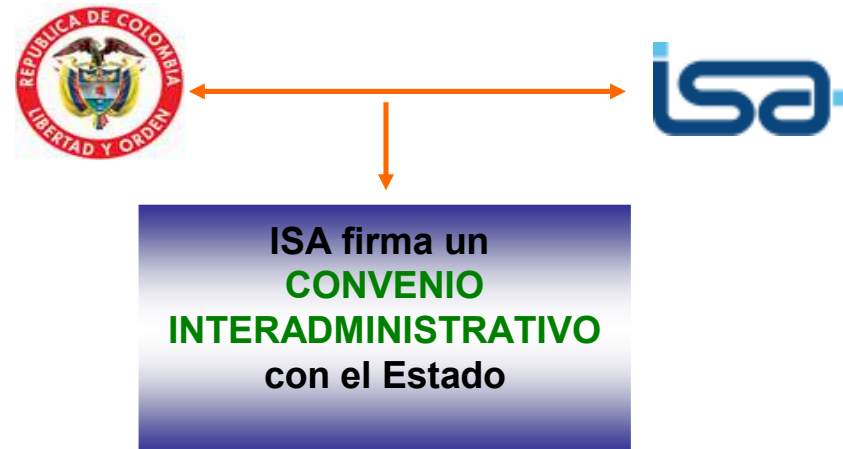 REPUBLICA DE COLOMBIA
LIBERTAD Y ORDEN
isa
ISA firma un
CONVENIO
INTERADMINISTRATIVO
con el Estado